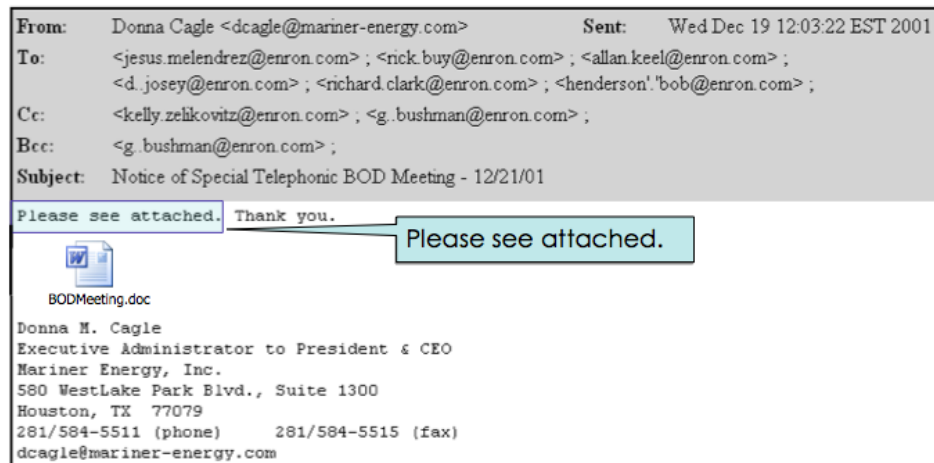 From: Donna Cagle <dcagle@mariner-energy.com> Sent: Wed Dec 19 12:03:22 EST 2001
To: <jesus.melendrez@enron.com> ; <rick.buy@enron.com> ; <allan.keel@enron.com> ;
<d..josey@enron.com> ; <richard.clark@enron.com> ; <henderson'.'bob@enron.com> ;
Cc: <kelly.zelikovitz@enron.com> ; <g..bushman@enron.com> ;
Bcc: <g..bushman@enron.com> ;
Subject: Notice of Special Telephonic BOD Meeting - 12/21/01
Please see attached. Thank you.
Please see attached.
BODMeeting.doc
Donna M. Cagle
Executive Administrator to President & CEO
Mariner Energy, Inc.
580 WestLake Park Blvd., Suite 1300
Houston, TX 77079
281/584-5511 (phone) 281/584-5515 (fax)
dcagle@mariner-energy.com